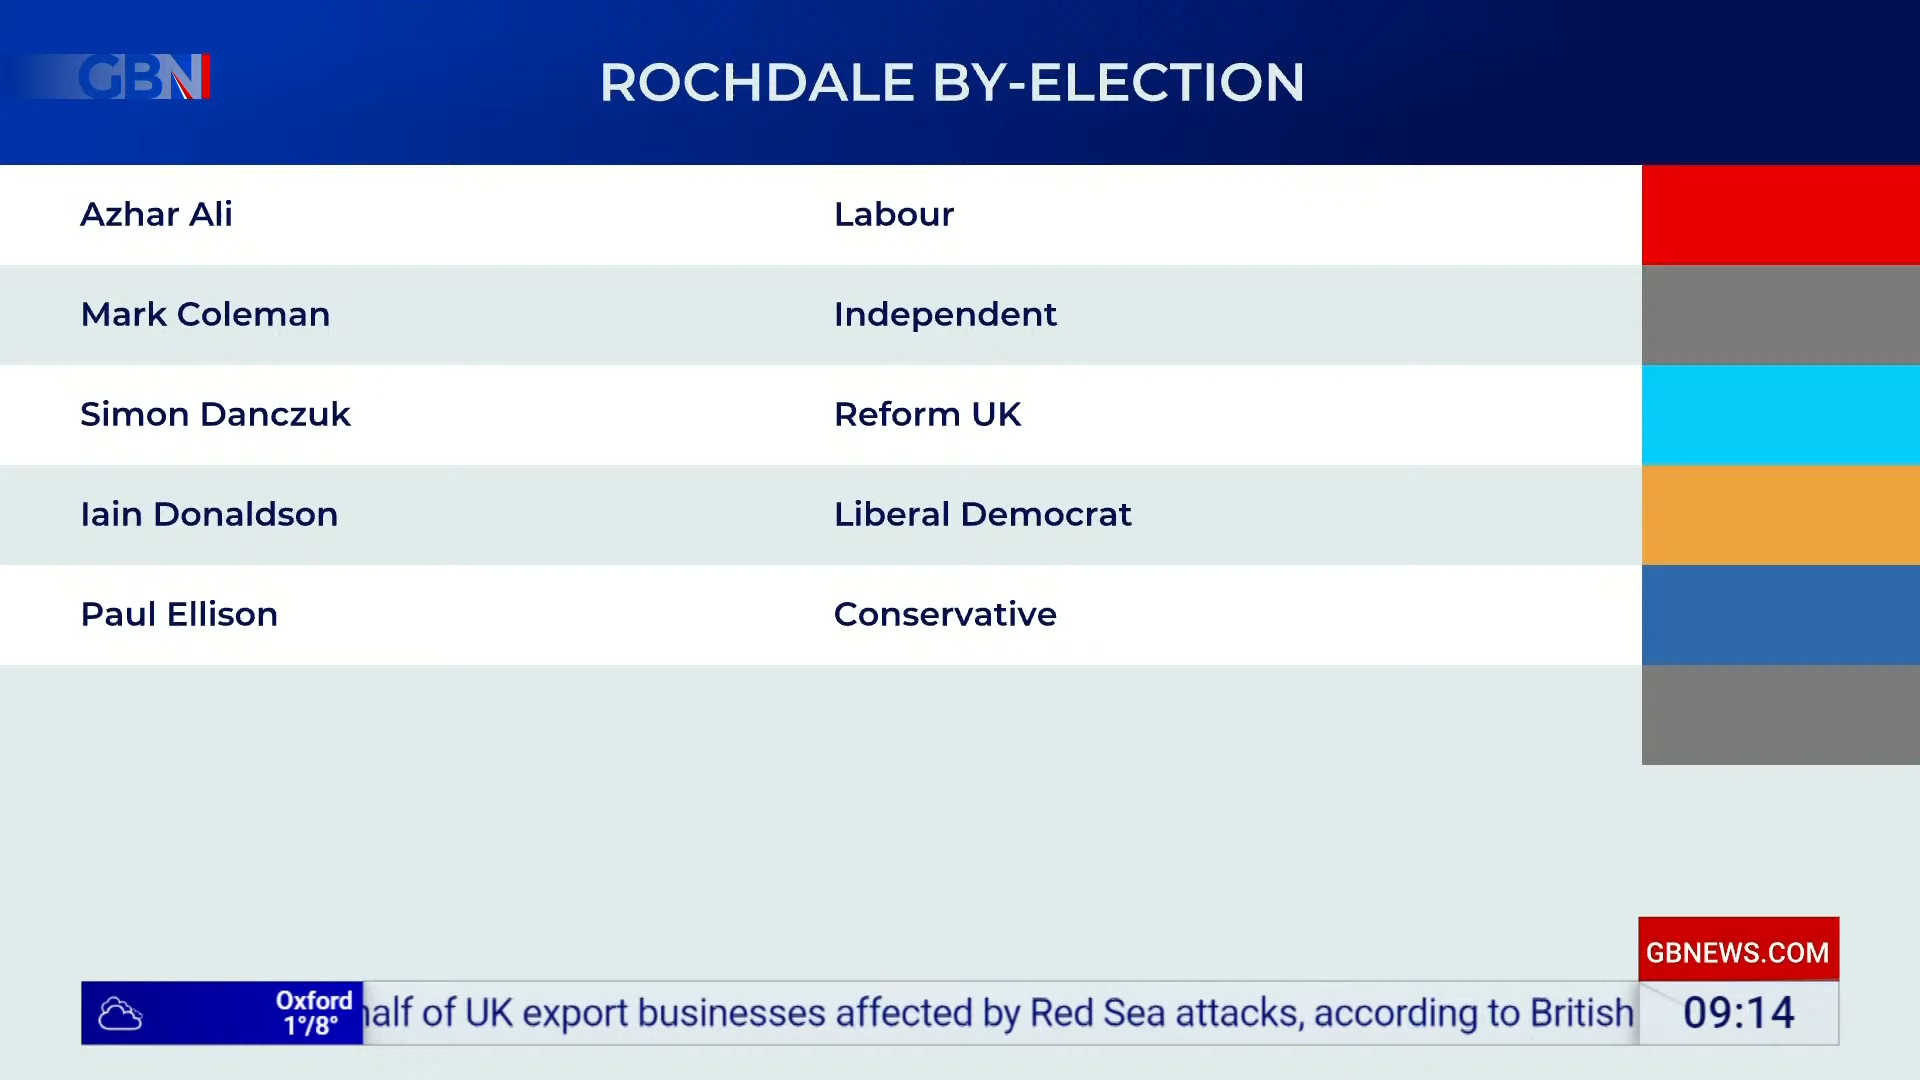 GBN
ROCHDALE BY-ELECTION
Azhar Ali Labour
Mark Coleman Independent
Simon Danczuk Reform UK
Iain Donaldson Liberal Democrat
Paul Ellison Conservative
GBNEWS.COM
Oxford
1°/8°
half of UK export businesses affected by Red Sea attacks, according to British
09:14